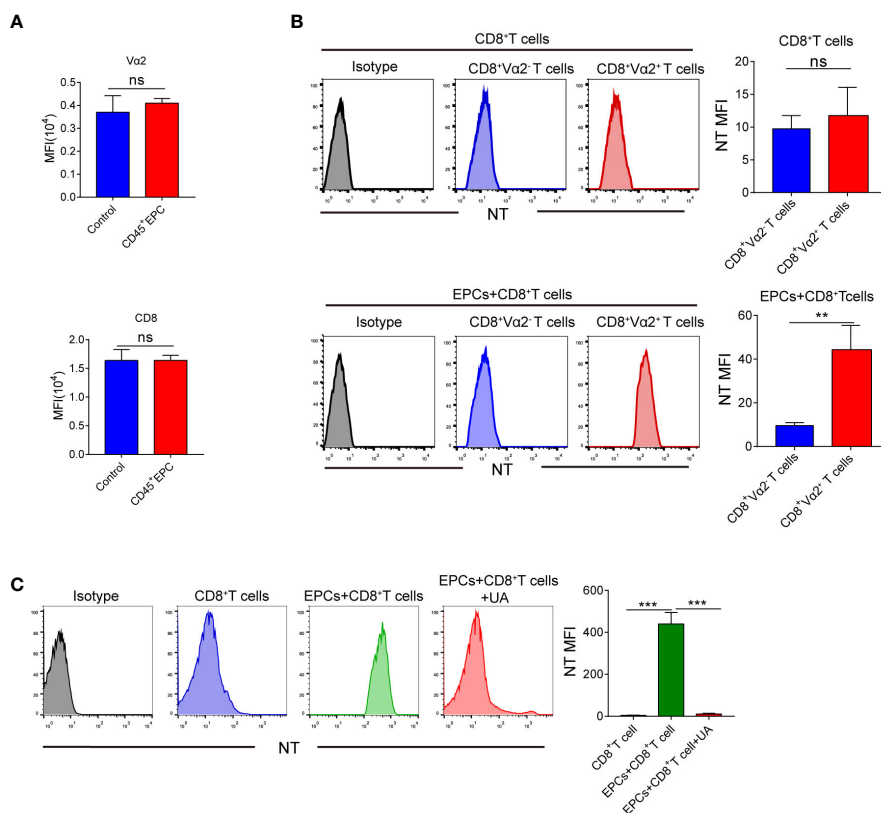 A
Vα2
ns
MFI(10⁴)
0.5
0.4
0.3
0.2
0.1
0.0
Control
CD45⁺EPC
CD8
ns
MFI(10⁴)
2.0
1.5
1.0
0.5
0.0
Control
CD45⁺EPC
B
CD8⁺T cells
Isotype
CD8⁺Vα2⁻ T cells
CD8⁺Vα2⁺ T cells
NT
CD8⁺T cells
ns
NT MFI
20
15
10
5
0
CD8⁺Vα2⁻ T cells
CD8⁺Vα2⁺ T cells
EPCs+CD8⁺T cells
Isotype
CD8⁺Vα2⁻ T cells
CD8⁺Vα2⁺ T cells
NT
EPCs+CD8⁺Tcells
**
NT MFI
60
40
20
0
CD8⁺Vα2⁻ T cells
CD8⁺Vα2⁺ T cells
C
Isotype
CD8⁺T cells
EPCs+CD8⁺T cells
EPCs+CD8⁺T cells
+UA
NT
*** ***
NT MFI
600
400
200
0
CD8⁺T cell
EPCs+CD8⁺T cell
EPCs+CD8⁺T cell+UA